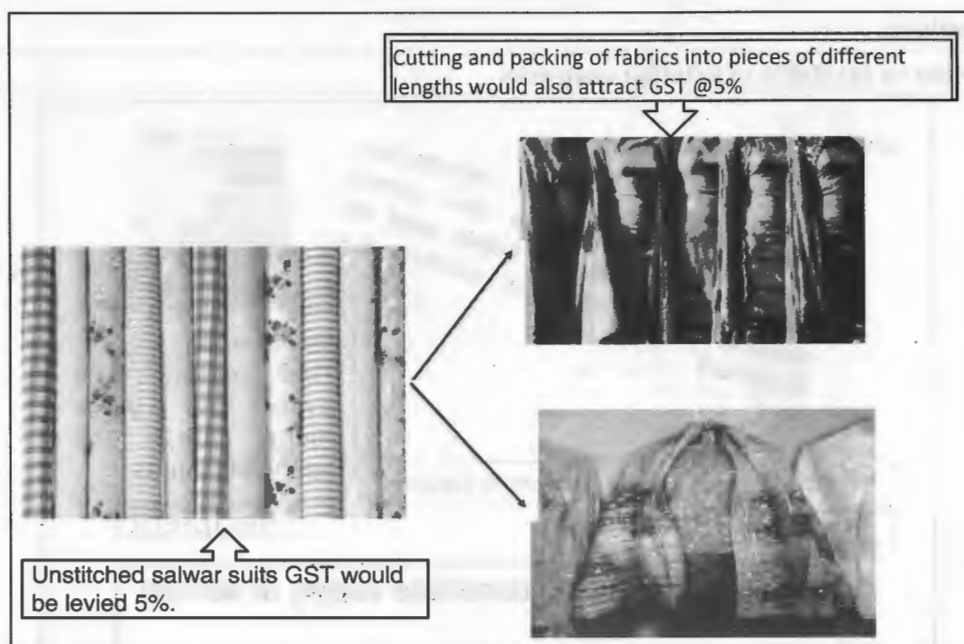 Cutting and packing of fabrics into pieces of different
lengths would also attract GST @5%
Unstitched salwar suits GST would
be levied 5%.